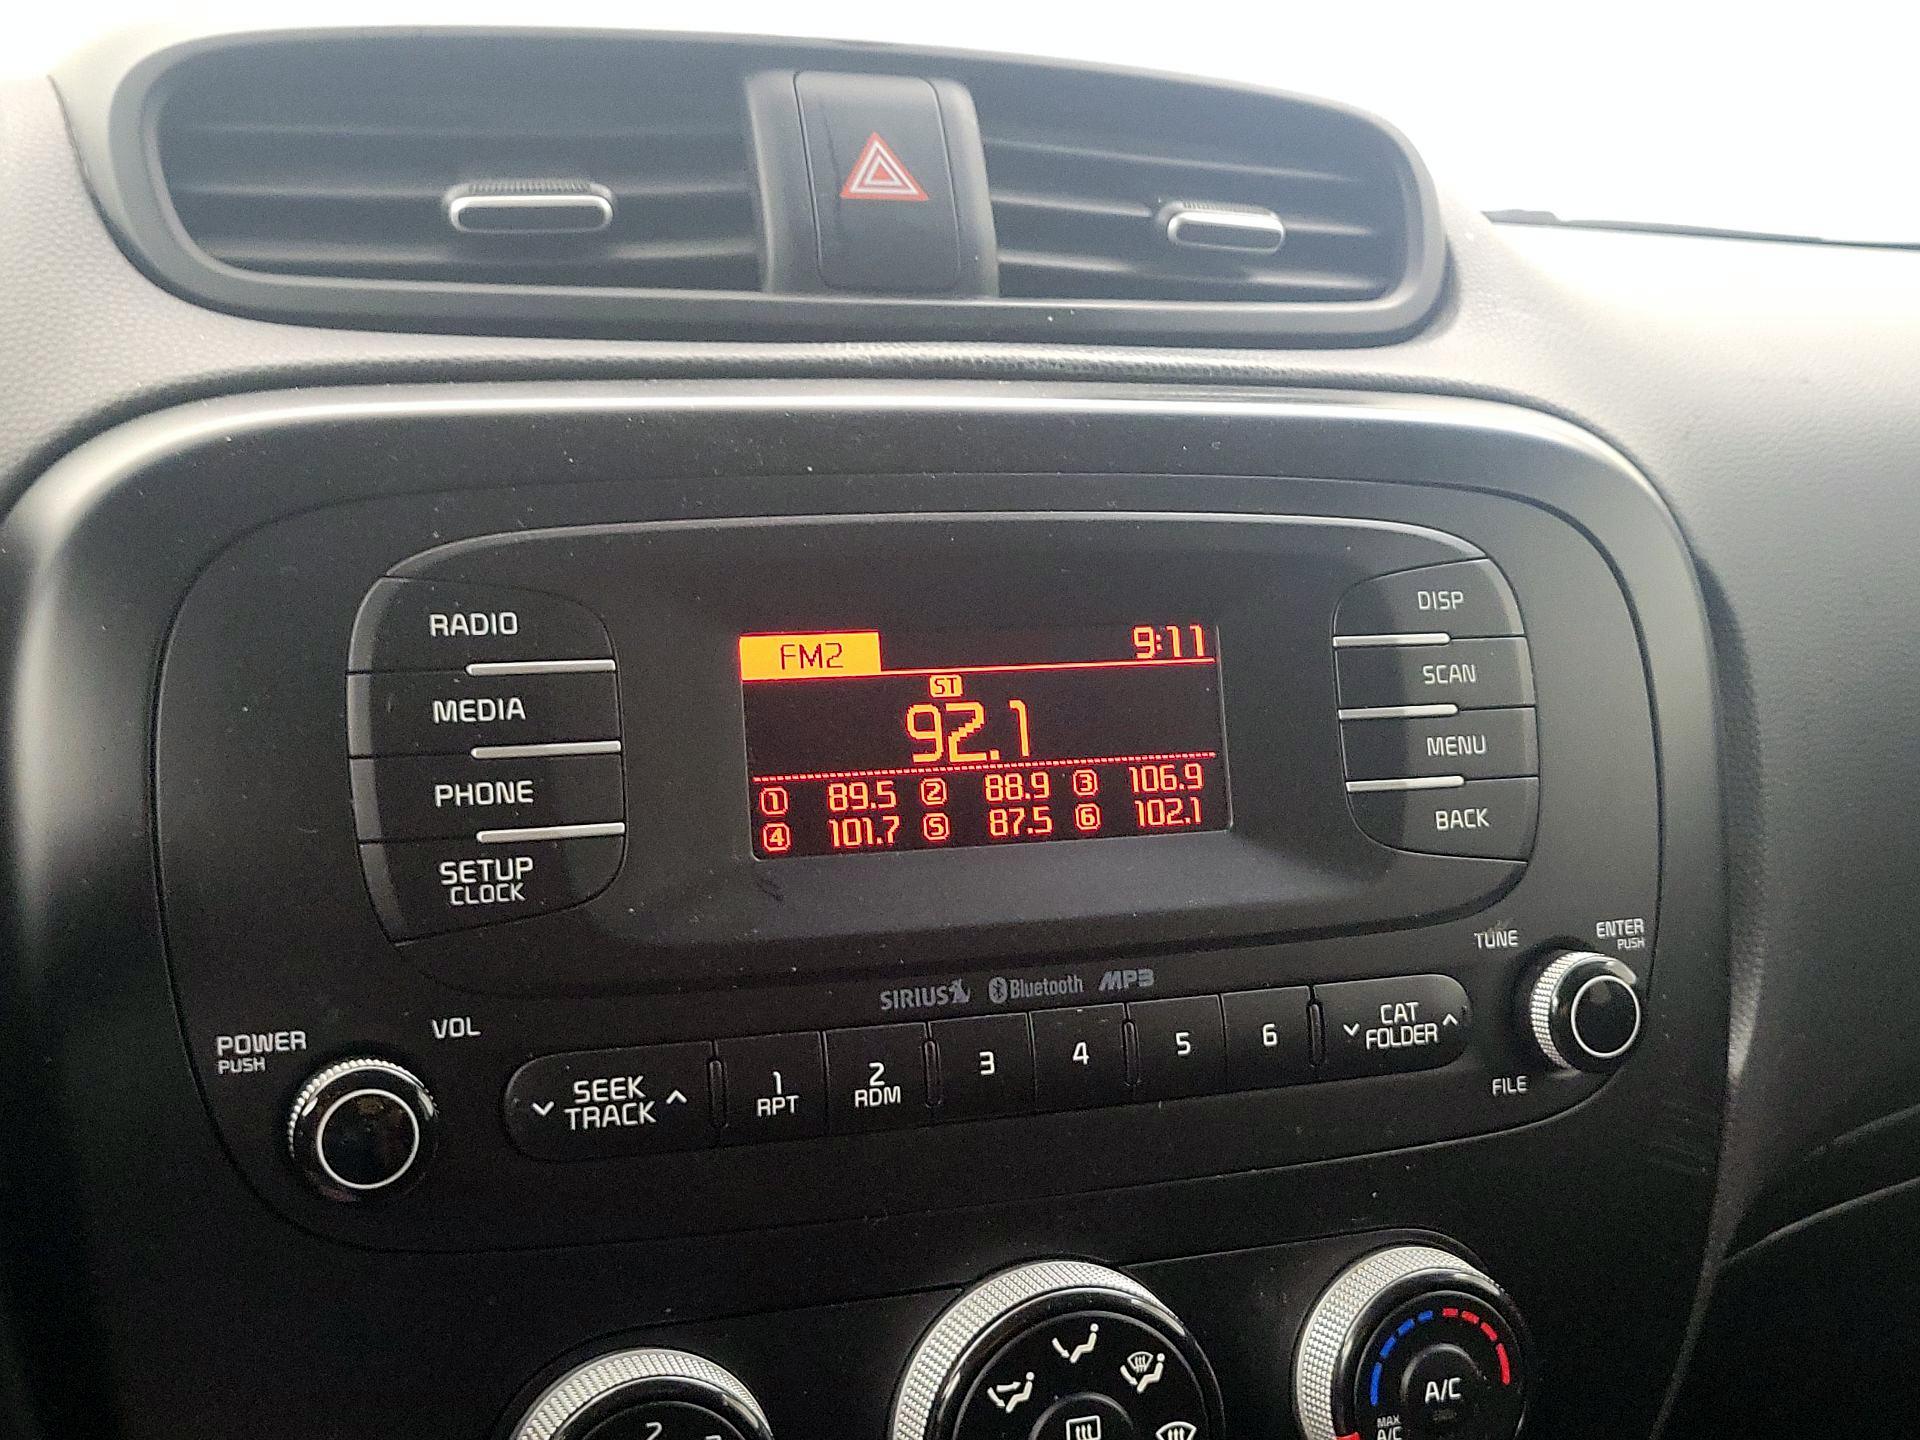 RADIO
MEDIA
PHONE
SETUP
CLOCK
FM2 9:11
ST
92.1
1 89.5 2 88.9 3 106.9
4 101.7 5 87.5 6 102.1
DISP
SCAN
MENU
BACK
TUNE
ENTER
PUSH
FILE
SIRIUS Bluetooth MP3
POWER
PUSH
VOL
SEEK
TRACK
1
RPT
2
RDM
3
4
5
6
CAT
FOLDER
2
A/C
MAX
A/C